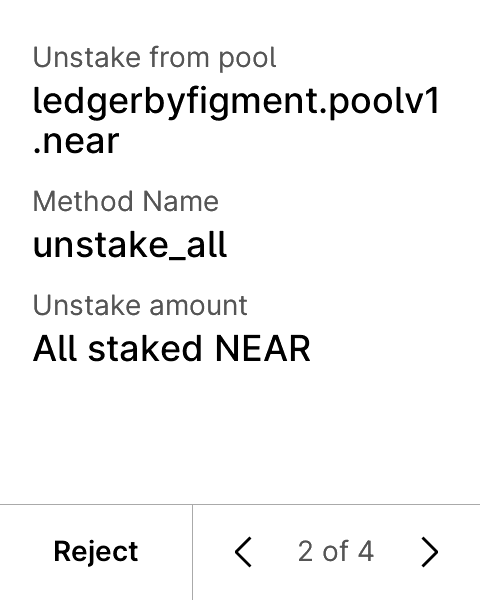 Unstake from pool
ledgerbyfigment.poolv1
.near
Method Name
unstake_all
Unstake amount
All staked NEAR
Reject
2 of 4